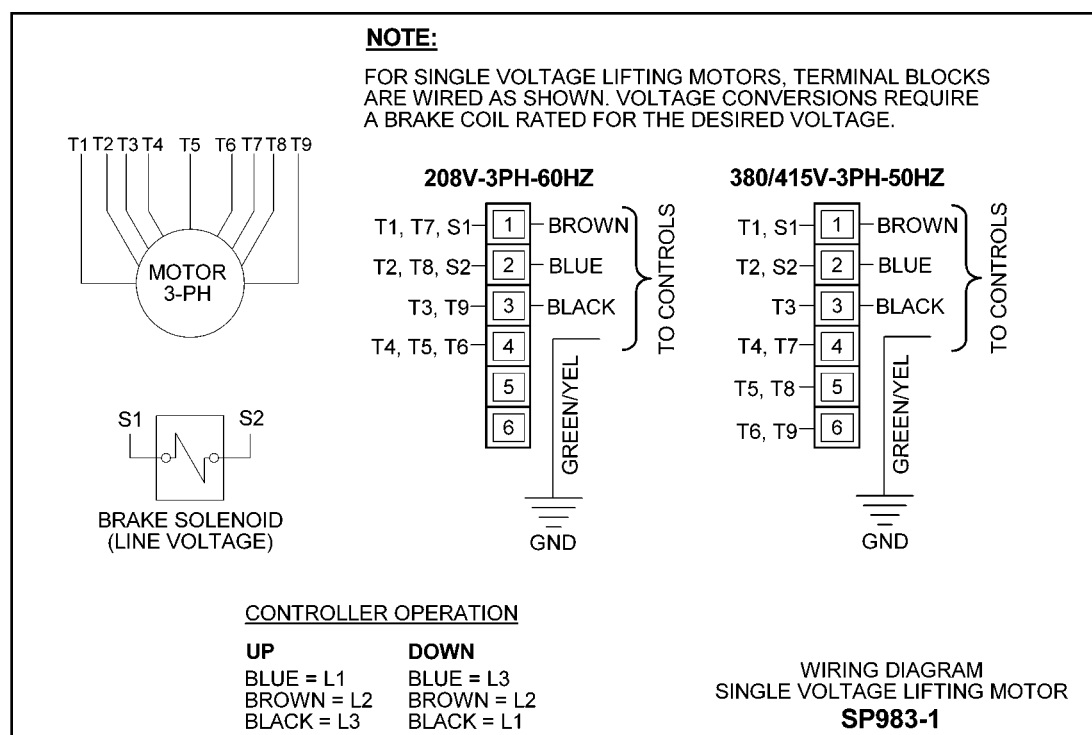 NOTE:
FOR SINGLE VOLTAGE LIFTING MOTORS, TERMINAL BLOCKS
ARE WIRED AS SHOWN. VOLTAGE CONVERSIONS REQUIRE
A BRAKE COIL RATED FOR THE DESIRED VOLTAGE.
T1 T2 T3 T4 T5 T6 T7 T8 T9
MOTOR
3-PH
208V-3PH-60HZ
T1, T7, S1 1 BROWN
T2, T8, S2 2 BLUE
T3, T9 3 BLACK
T4, T5, T6 4
5
6
TO CONTROLS
GREEN/YEL
GND
380/415V-3PH-50HZ
T1, S1 1 BROWN
T2, S2 2 BLUE
T3 3 BLACK
T4, T7 4
T5, T8 5
T6, T9 6
TO CONTROLS
GREEN/YEL
GND
S1 S2
BRAKE SOLENOID
(LINE VOLTAGE)
CONTROLLER OPERATION
UP DOWN
BLUE = L1 BLUE = L3
BROWN = L2 BROWN = L2
BLACK = L3 BLACK = L1
WIRING DIAGRAM
SINGLE VOLTAGE LIFTING MOTOR
SP983-1